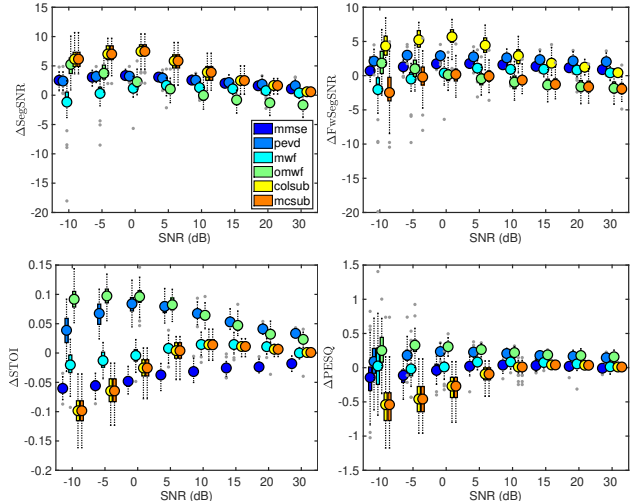 ΔSegSNR
15
10
5
0
-5
-10
-15
-20
-10 -5 0 5 10 15 20 30
SNR (dB)
mmse
pevd
mwf
omwf
colsub
mcsub
ΔFwSegSNR
10
5
0
-5
-10
-15
-20
-10 -5 0 5 10 15 20 30
SNR (dB)
ΔSTOI
0.15
0.1
0.05
0
-0.05
-0.1
-0.15
-0.2
-10 -5 0 5 10 15 20 30
SNR (dB)
ΔPESQ
1.5
1
0.5
0
-0.5
-1
-1.5
-10 -5 0 5 10 15 20 30
SNR (dB)